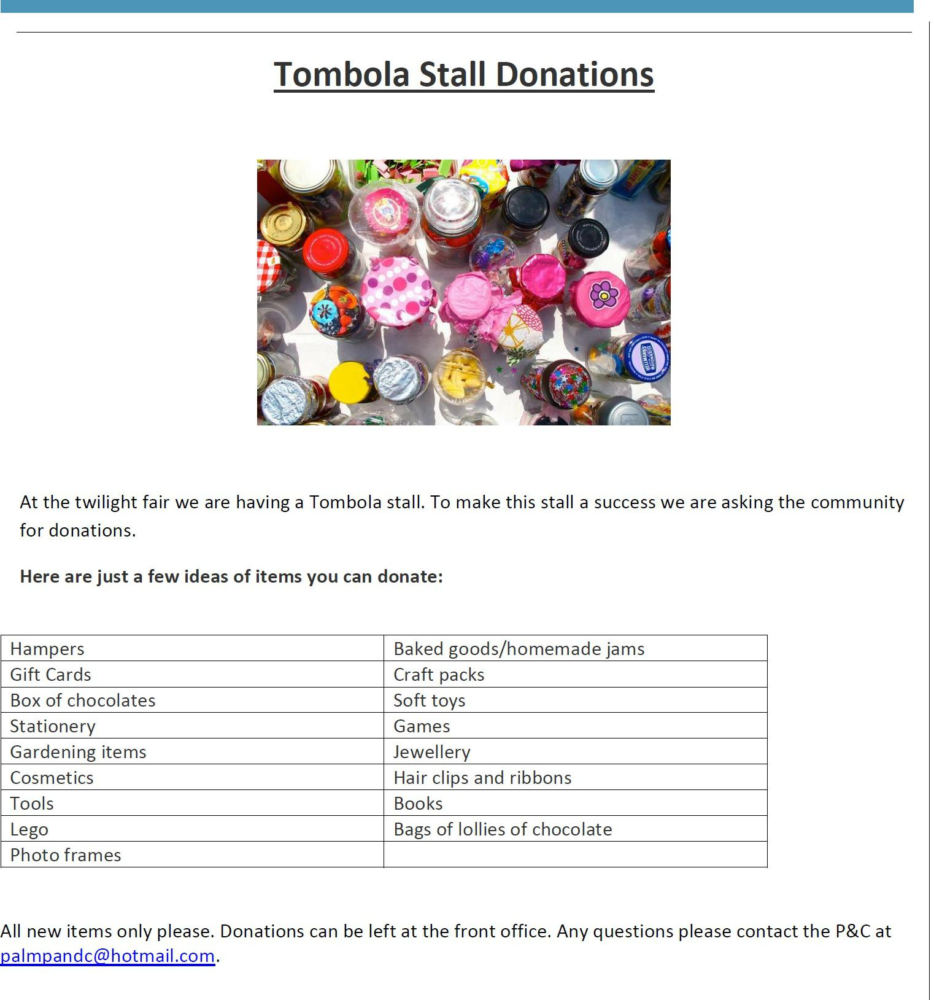 Tombola Stall Donations
HELLMANN'S
MAYONNAISE
At the twilight fair we are having a Tombola stall. To make this stall a success we are asking the community
for donations.
Here are just a few ideas of items you can donate:
Hampers Baked goods/homemade jams
Gift Cards Craft packs
Box of chocolates Soft toys
Stationery Games
Gardening items Jewellery
Cosmetics Hair clips and ribbons
Tools Books
Lego Bags of lollies of chocolate
Photo frames
All new items only please. Donations can be left at the front office. Any questions please contact the P&C at
palmpandc@hotmail.com.